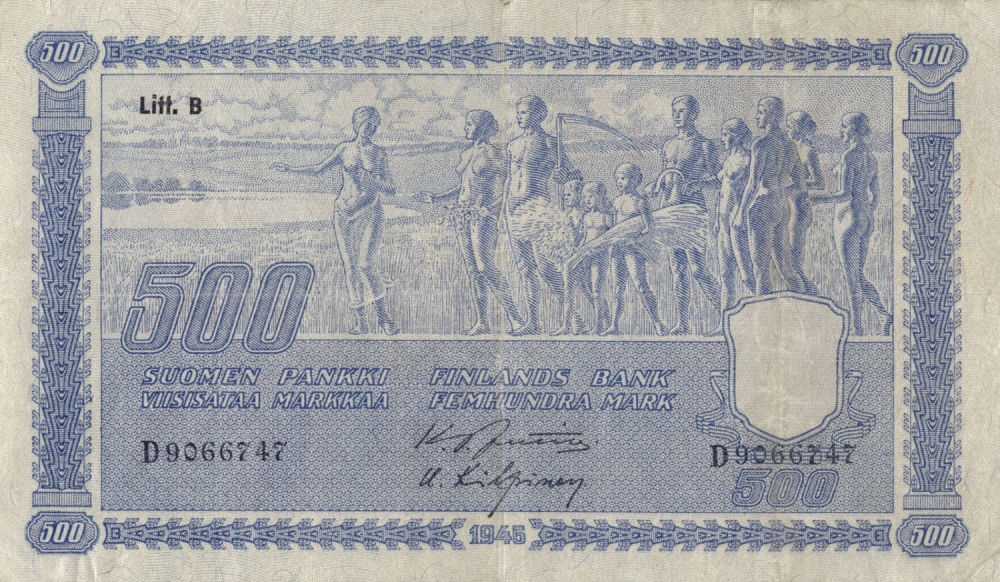 500 500
Litt. B
500
SUOMEN PANKKI FINLANDS BANK
VIISISATAA MARKKAA FEMHUNDRA MARK
D9066747 D9066747
500
500 1945 500